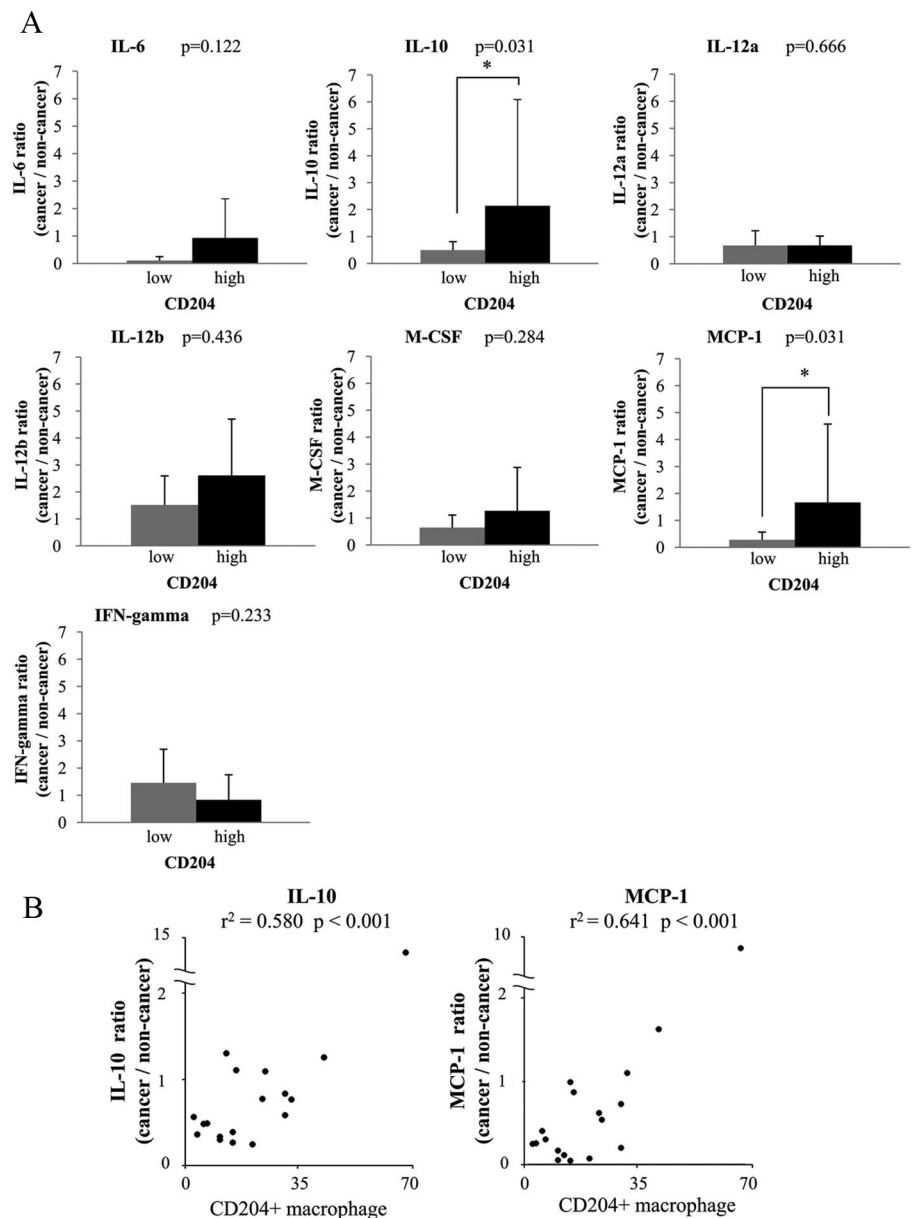 A
IL-6 p=0.122
7
6
5
4
3
2
1
0
IL-6 ratio
(cancer / non-cancer)
low high
CD204
IL-10 p=0.031
*
7
6
5
4
3
2
1
0
IL-10 ratio
(cancer / non-cancer)
low high
CD204
IL-12a p=0.666
7
6
5
4
3
2
1
0
IL-12a ratio
(cancer / non-cancer)
low high
CD204
IL-12b p=0.436
7
6
5
4
3
2
1
0
IL-12b ratio
(cancer / non-cancer)
low high
CD204
M-CSF p=0.284
7
6
5
4
3
2
1
0
M-CSF ratio
(cancer / non-cancer)
low high
CD204
MCP-1 p=0.031
*
7
6
5
4
3
2
1
0
MCP-1 ratio
(cancer / non-cancer)
low high
CD204
IFN-gamma p=0.233
7
6
5
4
3
2
1
0
IFN-gamma ratio
(cancer / non-cancer)
low high
CD204
B
IL-10
r² = 0.580 p < 0.001
15
2
1
0
IL-10 ratio
(cancer / non-cancer)
0 35 70
CD204+ macrophage
MCP-1
r² = 0.641 p < 0.001
10
2
1
0
MCP-1 ratio
(cancer / non-cancer)
0 35 70
CD204+ macrophage